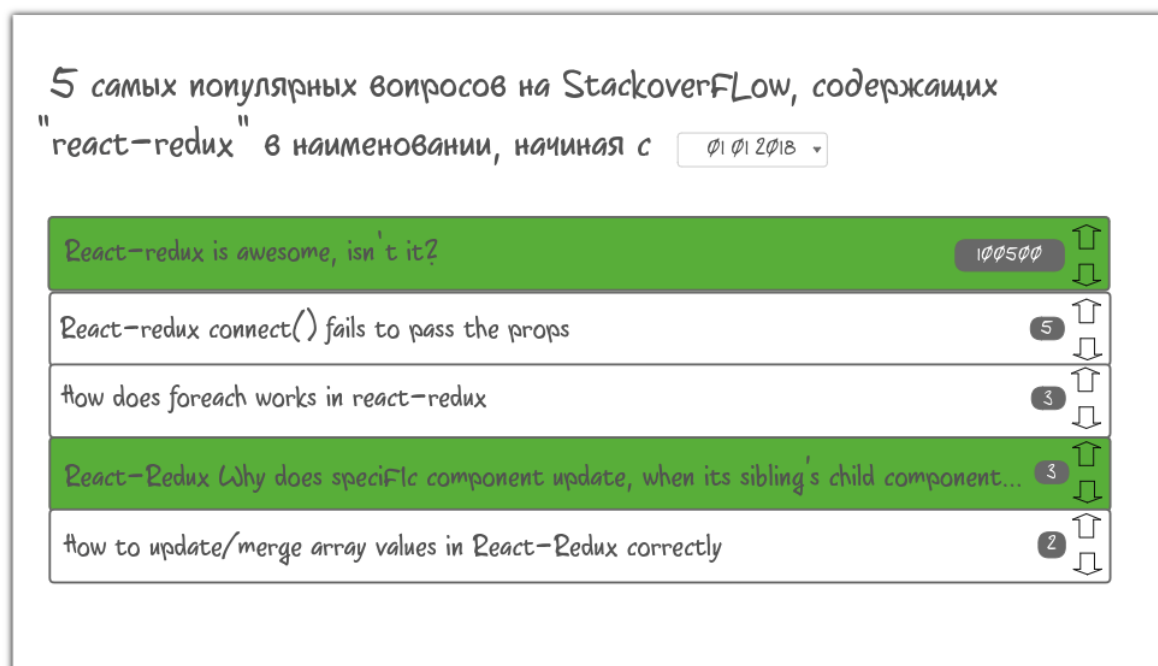 5 самых популярных вопросов на StackoverFLow, содержащих
"react-redux" в наименовании, начиная с 01 01 2018
React-redux is awesome, isn't it? 100500
React-redux connect() fails to pass the props 5
How does foreach works in react-redux 3
React-Redux Why does specific component update, when its sibling's child component... 3
How to update/merge array values in React-Redux correctly 2